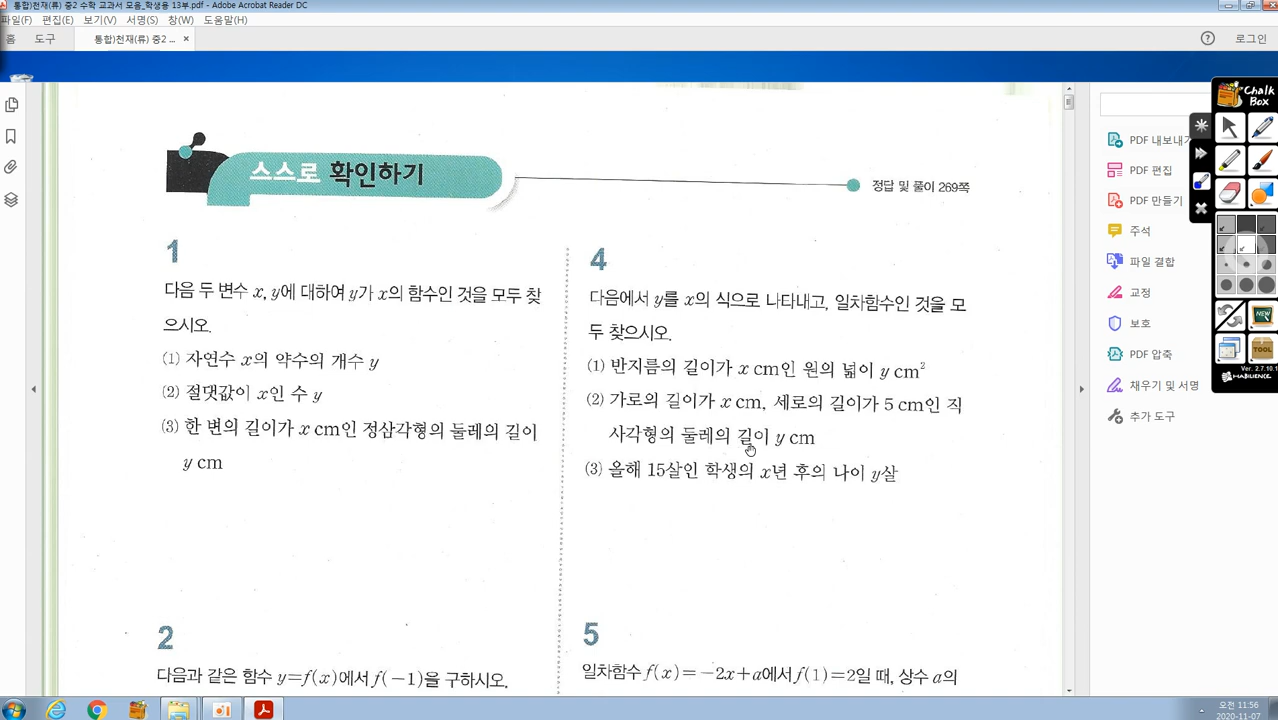 통합)천재(류) 중2 수학 교과서 모음_학생용 13부.pdf - Adobe Acrobat Reader DC
파일(F) 편집(E) 보기(V) 서명(S) 창(W) 도움말(H)
홈 도구 통합)천재(류) 중2 ... × 로그인
스스로 확인하기
정답 및 풀이 269쪽
1
다음 두 변수 x, y에 대하여 y가 x의 함수인 것을 모두 찾
으시오.
(1) 자연수 x의 약수의 개수 y
(2) 절댓값이 x인 수 y
(3) 한 변의 길이가 x cm인 정삼각형의 둘레의 길이
y cm
2
다음과 같은 함수 y=f(x)에서 f(−1)을 구하시오.
4
다음에서 y를 x의 식으로 나타내고, 일차함수인 것을 모
두 찾으시오.
(1) 반지름의 길이가 x cm인 원의 넓이 y cm²
(2) 가로의 길이가 x cm, 세로의 길이가 5 cm인 직
사각형의 둘레의 길이 y cm
(3) 올해 15살인 학생의 x년 후의 나이 y살
5
일차함수 f(x)=−2x+a에서 f(1)=2일 때, 상수 a의
PDF 내보내기
PDF 편집
PDF 만들기
주석
파일 결합
교정
보호
PDF 압축
채우기 및 서명
추가 도구
Chalk
Box
NEW
TOOL
Ver. 2.7.10.1
MABILIENCE
오전 11:56
2020-11-07